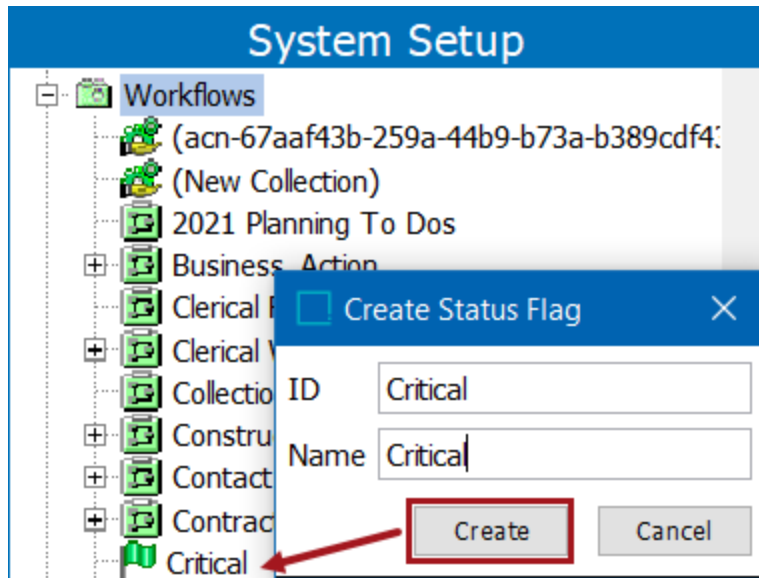 System Setup
Workflows
(acn-67aaf43b-259a-44b9-b73a-b389cdf4
(New Collection)
2021 Planning To Dos
Business Action
Clerical
Create Status Flag
Clerical
Collectio
ID Critical
Constru
Name Critical
Contact
Contrac
Create Cancel
Critical